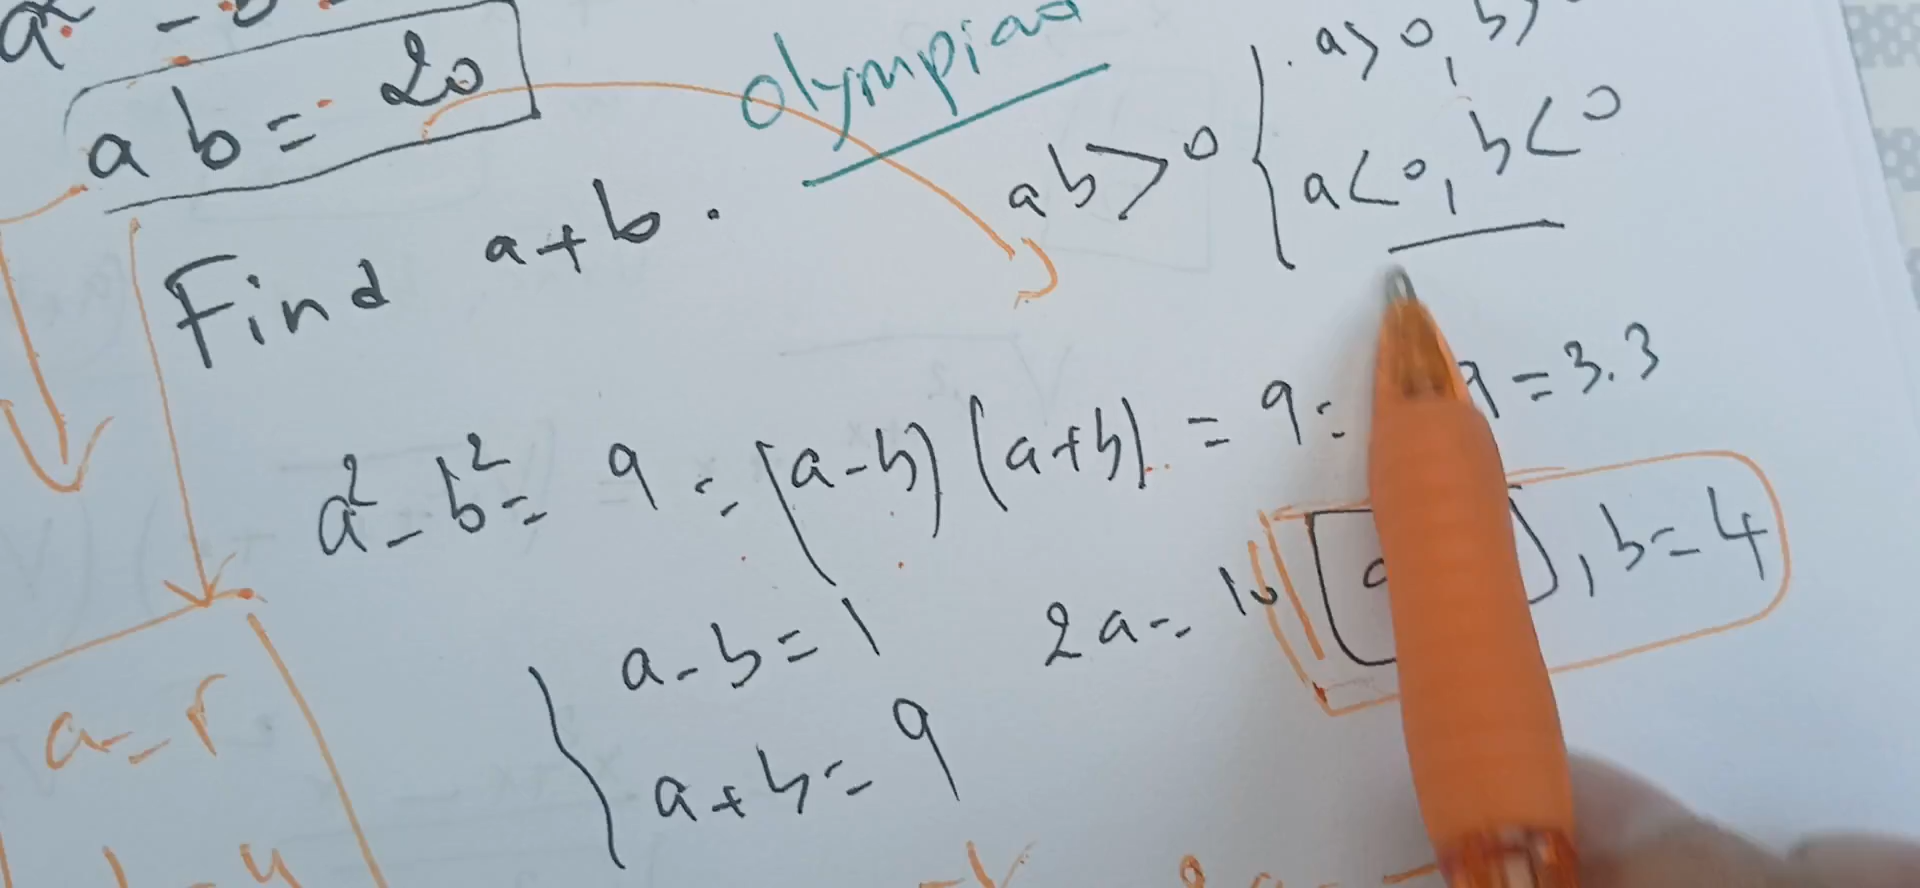 a² -
ab = 20
olympiad
Find a+b.
ab>0
a>0, b>
a<0, b<0
a² - b² = 9 = (a-b)(a+b) = 9 = 9 = 3.3
a-b=1
2a = 10
, b=4
a+b=9
a =